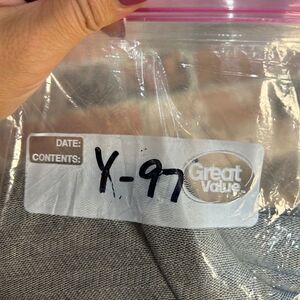 DATE:
CONTENTS: Y-97
Great
Value